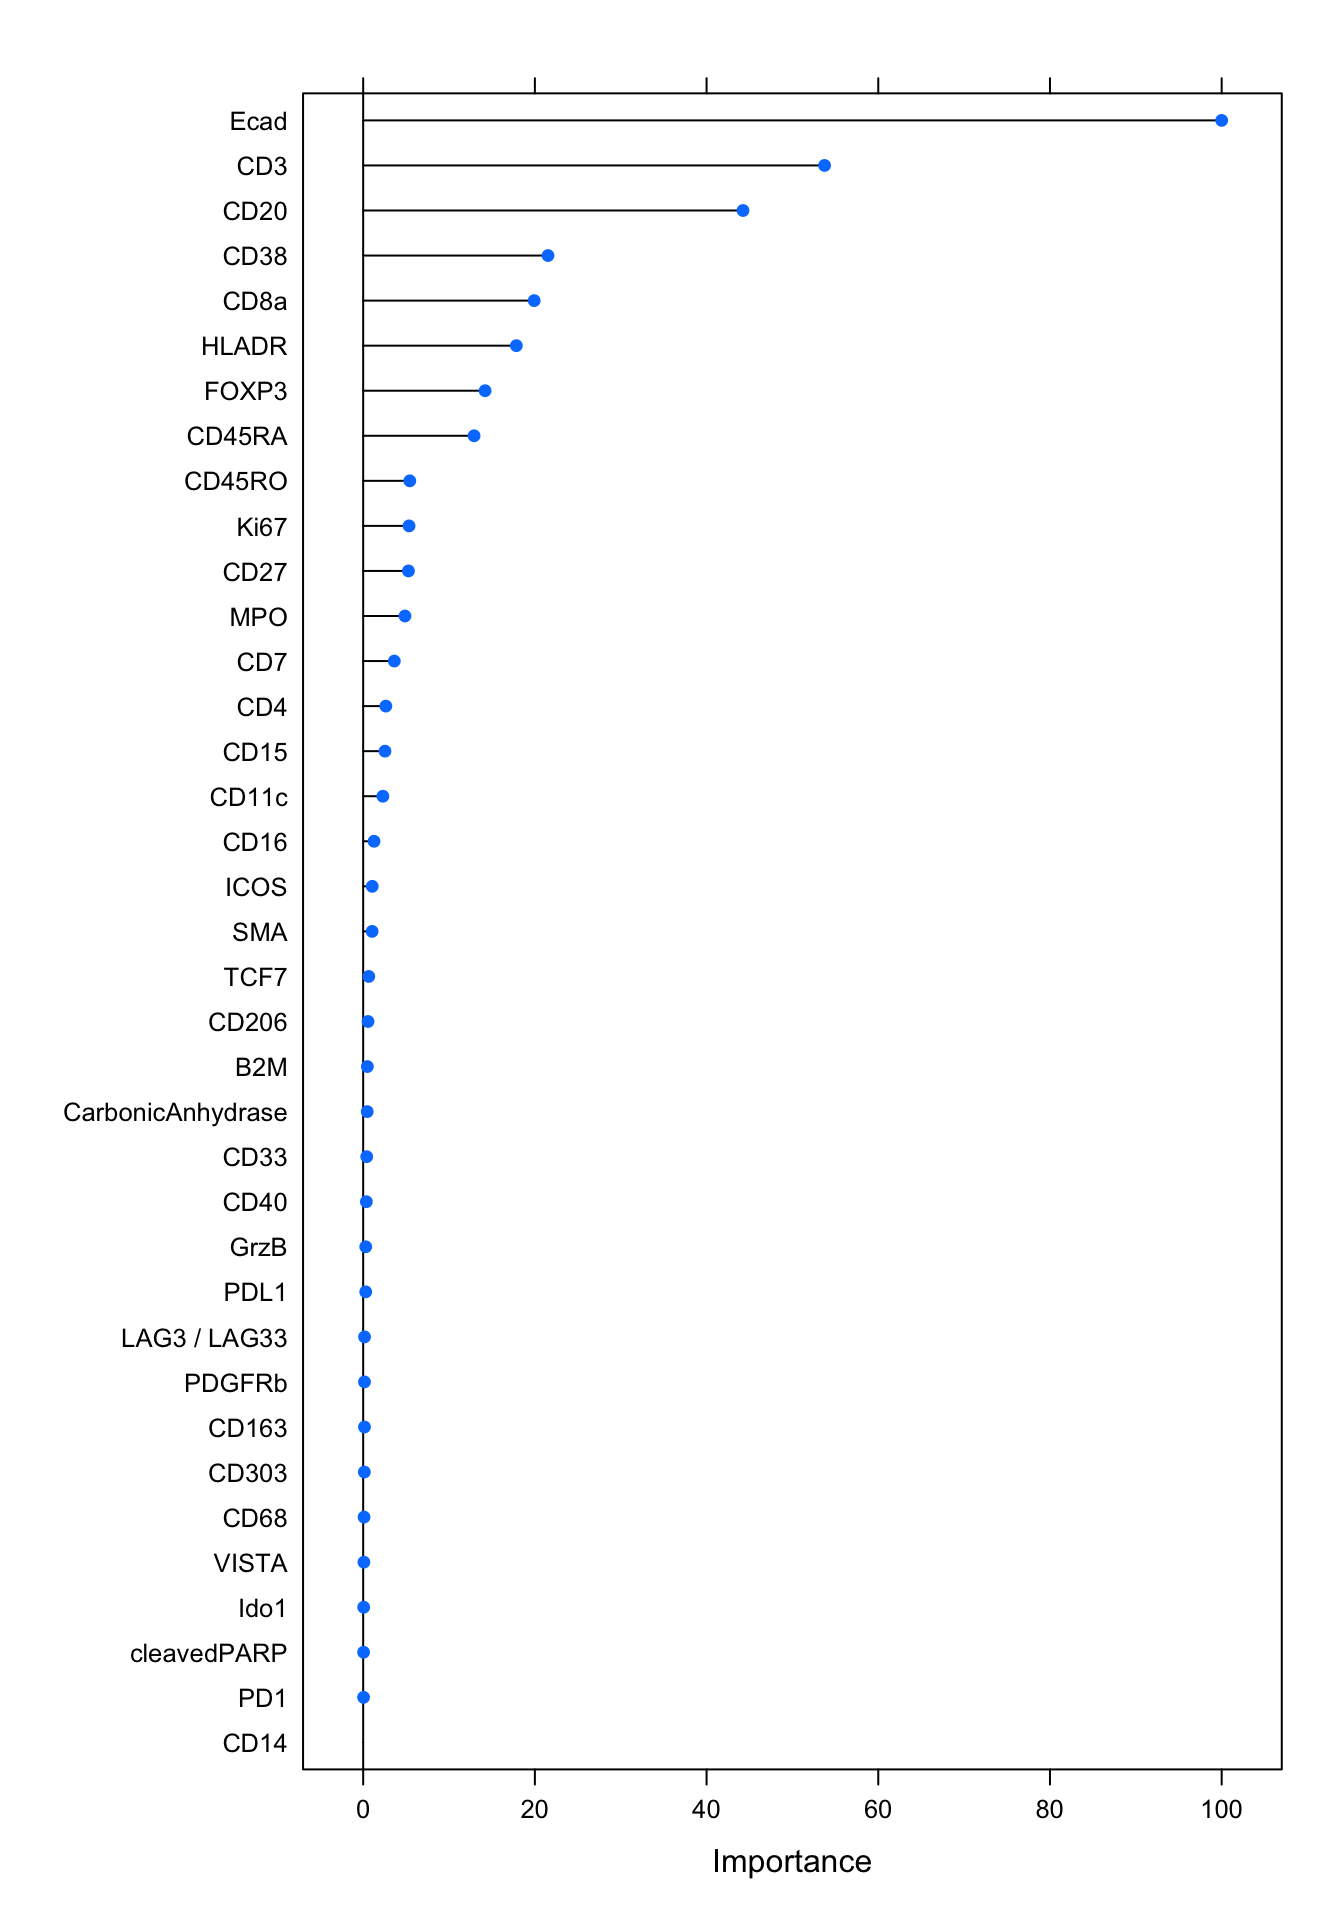 Ecad
CD3
CD20
CD38
CD8a
HLADR
FOXP3
CD45RA
CD45RO
Ki67
CD27
MPO
CD7
CD4
CD15
CD11c
CD16
ICOS
SMA
TCF7
CD206
B2M
CarbonicAnhydrase
CD33
CD40
GrzB
PDL1
LAG3 / LAG33
PDGFRb
CD163
CD303
CD68
VISTA
Ido1
cleavedPARP
PD1
CD14
0 20 40 60 80 100
Importance